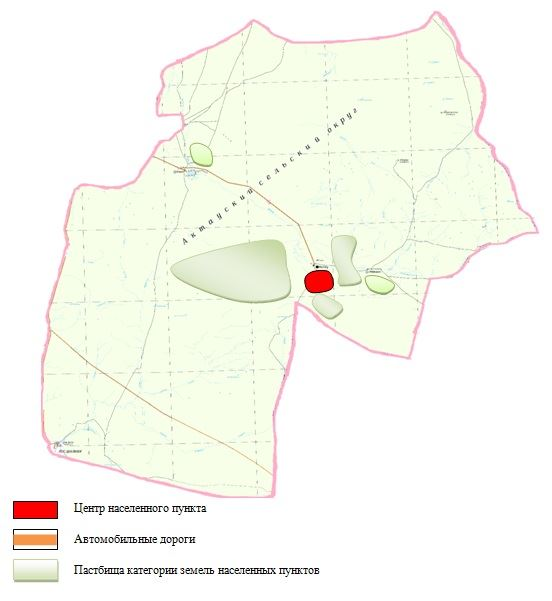 Актауский сельский округ
Центр населенного пункта
Автомобильные дороги
Пастбища категории земель населенных пунктов